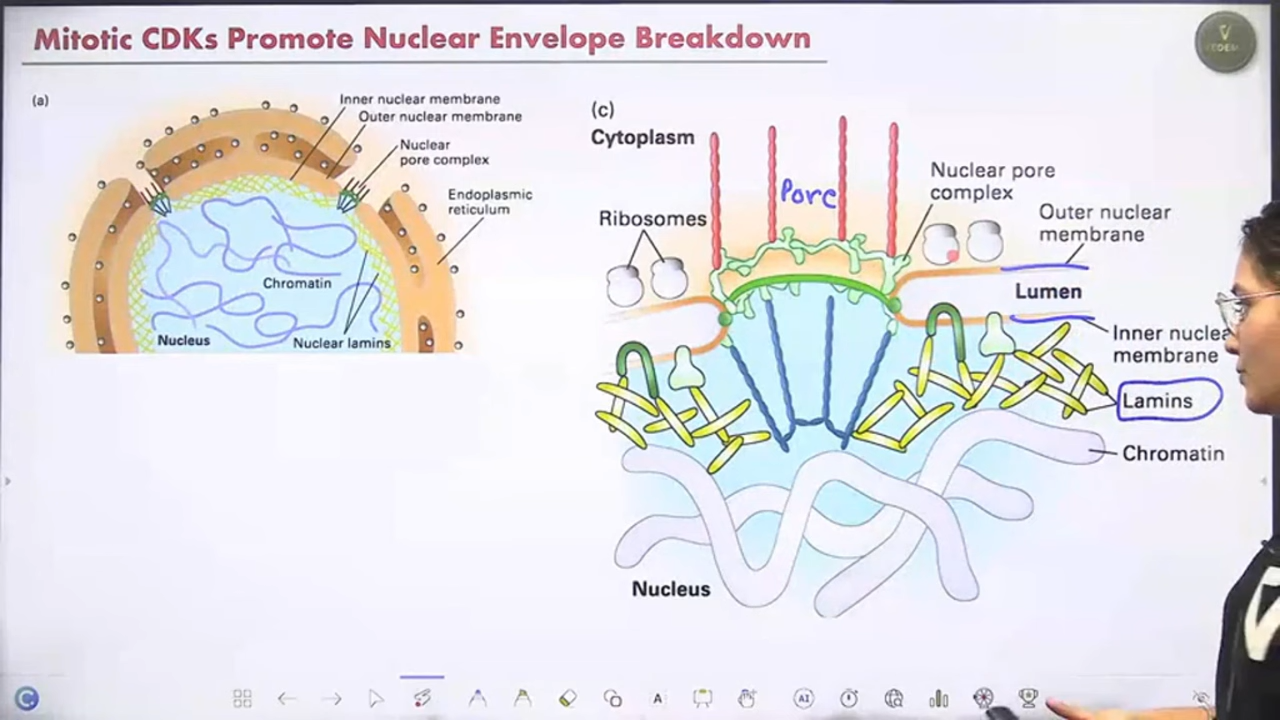 Mitotic CDKs Promote Nuclear Envelope Breakdown
(a)
Inner nuclear membrane
Outer nuclear membrane
Nuclear
pore complex
Endoplasmic
reticulum
Chromatin
Nucleus
Nuclear lamins
(c)
Cytoplasm
Pore
Nuclear pore
complex
Ribosomes
Outer nuclear
membrane
Lumen
Inner nuclea
membrane
Lamins
Chromatin
Nucleus
A
AI